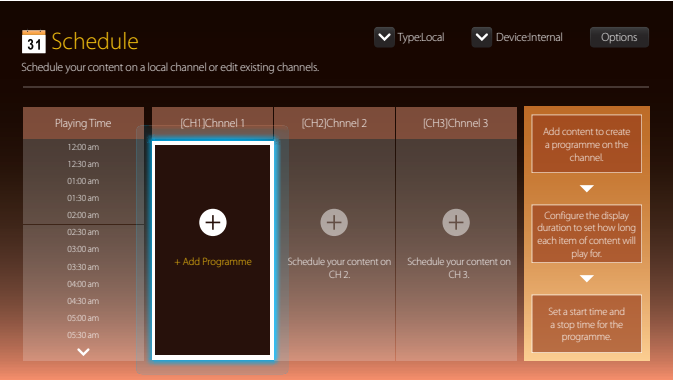 31 Schedule
Type:Local
Device:Internal
Options
Schedule your content on a local channel or edit existing channels.
Playing Time
[CH1]Chnnel 1
[CH2]Chnnel 2
[CH3]Chnnel 3
12:00 am
12:30 am
01:00 am
01:30 am
02:00 am
02:30 am
03:00 am
03:30 am
04:00 am
04:30 am
05:00 am
05:30 am
+ Add Programme
Schedule your content on
CH 2.
Schedule your content on
CH 3.
Add content to create
a programme on the
channel.
Configure the display
duration to set how long
each item of content will
play for.
Set a start time and
a stop time for the
programme.